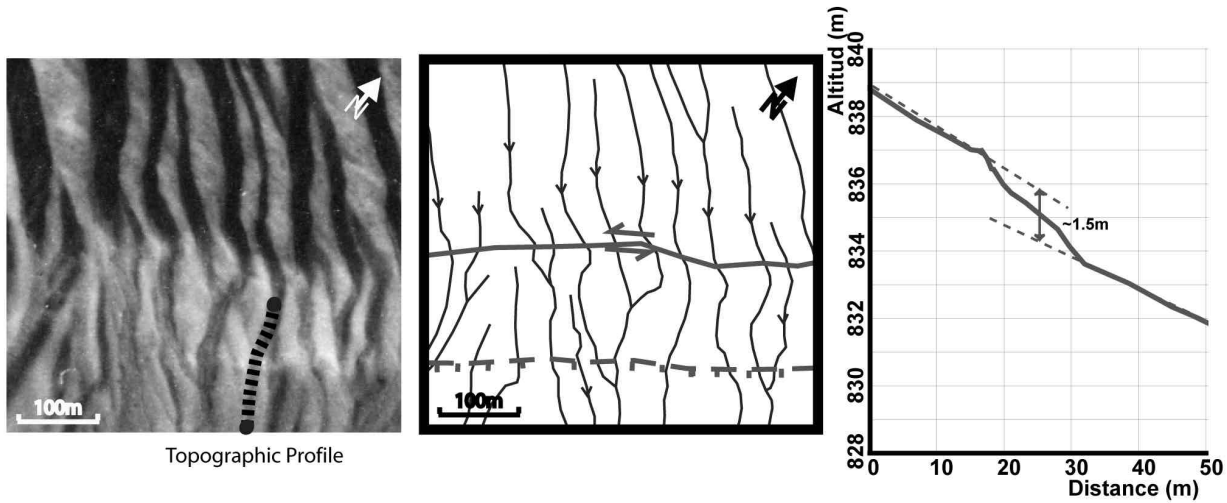 N
100m
Topographic Profile
N
100m
Altitud (m)
840
838
836
834
832
830
828
~1.5m
0
10
20
30
40
50
Distance (m)